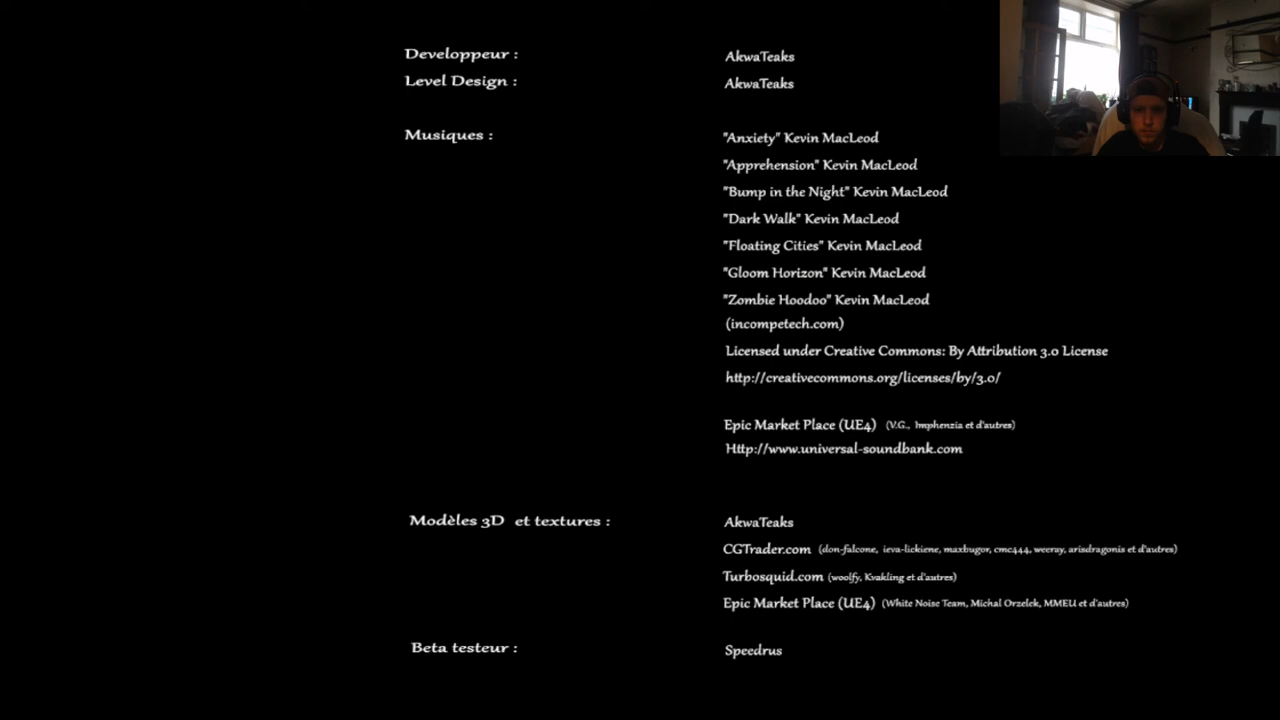 Developpeur : AkwaTeaks
Level Design : AkwaTeaks
Musiques : "Anxiety" Kevin MacLeod
"Apprehension" Kevin MacLeod
"Bump in the Night" Kevin MacLeod
"Dark Walk" Kevin MacLeod
"Floating Cities" Kevin MacLeod
"Gloom Horizon" Kevin MacLeod
"Zombie Hoodoo" Kevin MacLeod
(incompetech.com)
Licensed under Creative Commons: By Attribution 3.0 License
http://creativecommons.org/licenses/by/3.0/
Epic Market Place (UE4) (V.G., Imphenzia et d'autres)
Http://www.universal-soundbank.com
Modèles 3D et textures : AkwaTeaks
CGTrader.com (don-falcone, ieva-lickiene, maxbugor, cmc444, weeray, arisdragonis et d'autres)
Turbosquid.com (woolfy, Kvakling et d'autres)
Epic Market Place (UE4) (White Noise Team, Michal Orzelek, MMEU et d'autres)
Beta testeur : Speedrus